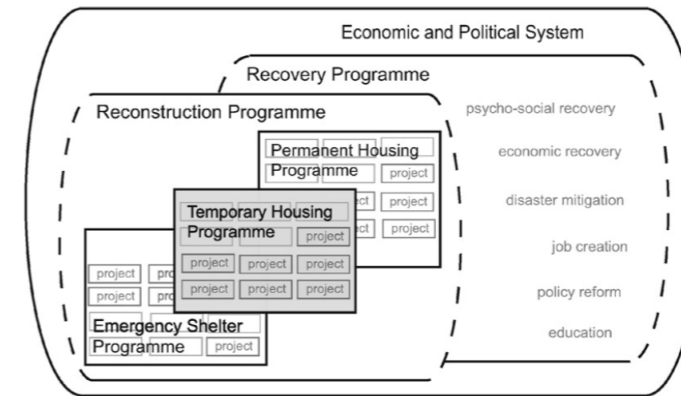 Economic and Political System
Recovery Programme
Reconstruction Programme
psycho-social recovery
economic recovery
disaster mitigation
job creation
policy reform
education
Permanent Housing
Programme
project
project
project
project
project
Temporary Housing
Programme
project
project
project
project
project
project
project
project
project
Emergency Shelter
Programme
project